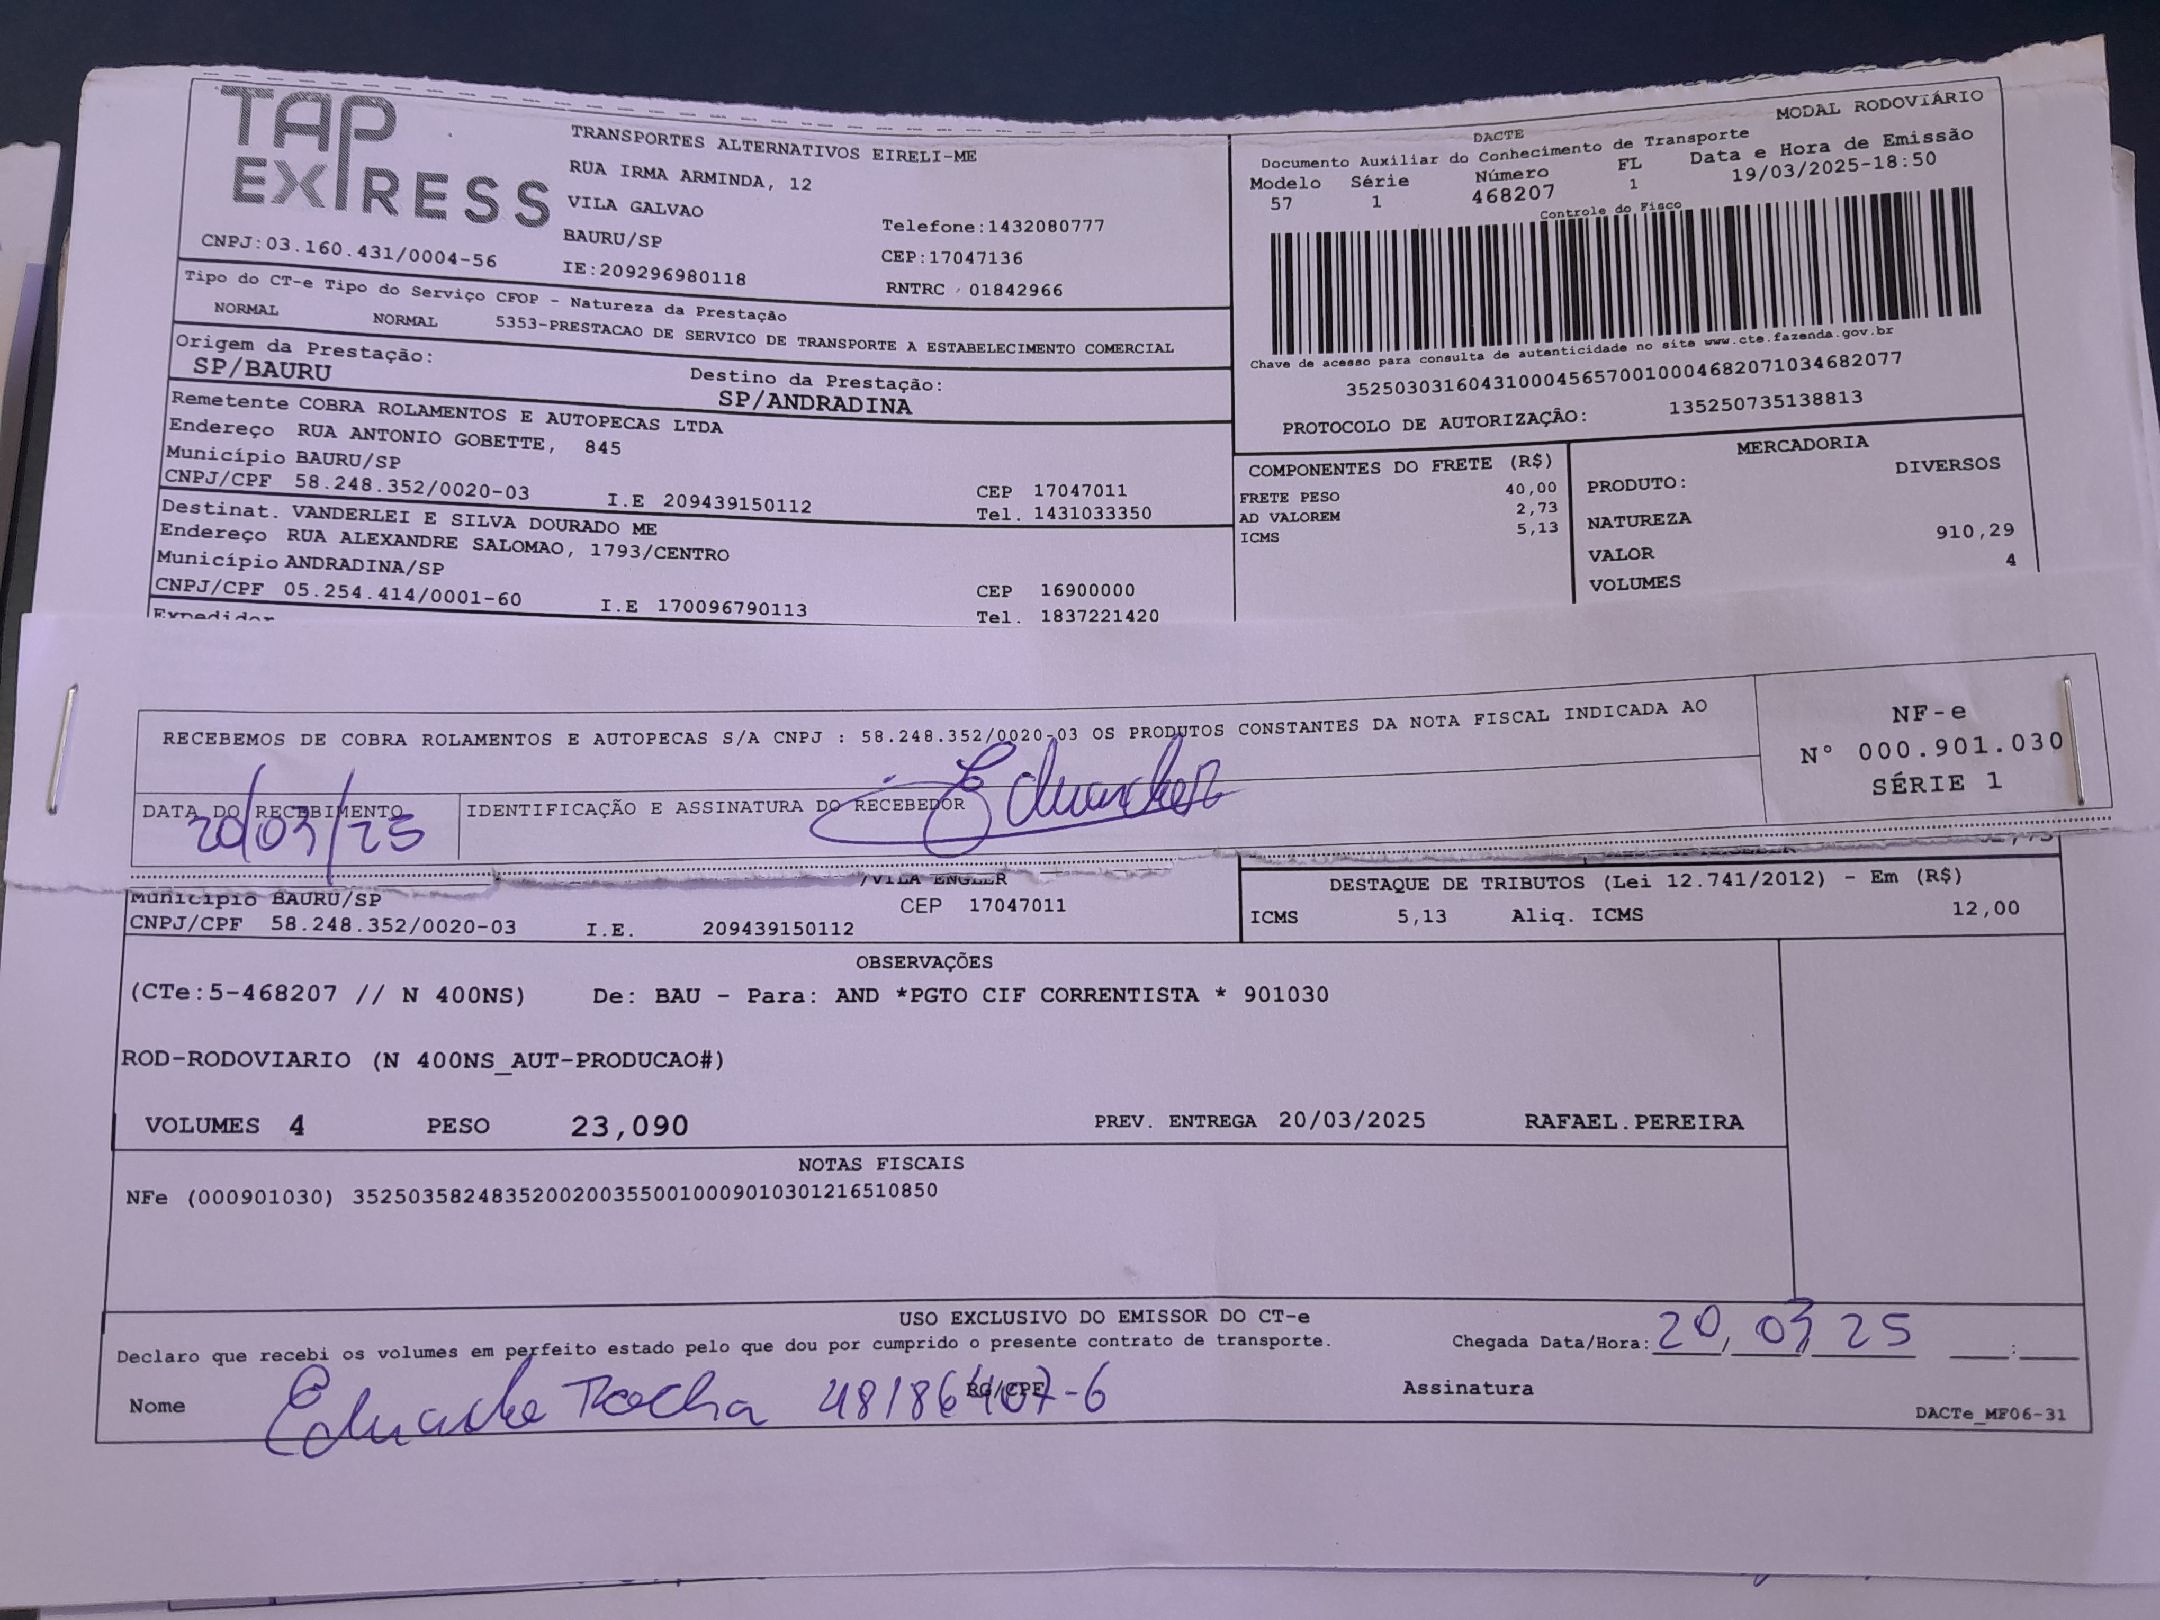 TAP EXPRESS
TRANSPORTES ALTERNATIVOS EIRELI-ME
RUA IRMA ARMINDA, 12
VILA GALVAO
BAURU/SP
IE:209296980118
Telefone:1432080777
CEP:17047136
RNTRC 01842966
CNPJ:03.160.431/0004-56
MODAL RODOVIÁRIO
DACTE
Documento Auxiliar do Conhecimento de Transporte
Modelo Série Número FL Data e Hora de Emissão
57 1 468207 1 19/03/2025-18:50
Controle do Fisco
Chave de acesso para consulta de autenticidade no site www.cte.fazenda.gov.br
35250303160431000456570010004682071034682077
PROTOCOLO DE AUTORIZAÇÃO: 135250735138813
Tipo do CT-e Tipo do Serviço CFOP - Natureza da Prestação
NORMAL NORMAL 5353-PRESTACAO DE SERVICO DE TRANSPORTE A ESTABELECIMENTO COMERCIAL
Origem da Prestação:
SP/BAURU
Destino da Prestação:
SP/ANDRADINA
Remetente COBRA ROLAMENTOS E AUTOPECAS LTDA
Endereço RUA ANTONIO GOBETTE, 845
Município BAURU/SP
CNPJ/CPF 58.248.352/0020-03 I.E 209439150112
CEP 17047011
Tel. 1431033350
Destinat. VANDERLEI E SILVA DOURADO ME
Endereço RUA ALEXANDRE SALOMAO, 1793/CENTRO
Município ANDRADINA/SP
CNPJ/CPF 05.254.414/0001-60 I.E 170096790113
CEP 16900000
Tel. 1837221420
Expedidor
COMPONENTES DO FRETE (R$)
FRETE PESO 40,00
AD VALOREM 2,73
ICMS 5,13
MERCADORIA
PRODUTO: DIVERSOS
NATUREZA
VALOR 910,29
VOLUMES 4
RECEBEMOS DE COBRA ROLAMENTOS E AUTOPECAS S/A CNPJ : 58.248.352/0020-03 OS PRODUTOS CONSTANTES DA NOTA FISCAL INDICADA AO
NF-e
N° 000.901.030
SÉRIE 1
DATA DO RECEBIMENTO IDENTIFICAÇÃO E ASSINATURA DO RECEBEDOR
20/03/25
/VILA ENGLER
Município BAURU/SP CEP 17047011
CNPJ/CPF 58.248.352/0020-03 I.E. 209439150112
DESTAQUE DE TRIBUTOS (Lei 12.741/2012) - Em (R$)
ICMS 5,13 Aliq. ICMS 12,00
OBSERVAÇÕES
(CTe:5-468207 // N 400NS) De: BAU - Para: AND *PGTO CIF CORRENTISTA * 901030
ROD-RODOVIARIO (N 400NS_AUT-PRODUCAO#)
VOLUMES 4 PESO 23,090 PREV. ENTREGA 20/03/2025 RAFAEL.PEREIRA
NOTAS FISCAIS
NFe (000901030) 35250358248352002003550010009010301216510850
USO EXCLUSIVO DO EMISSOR DO CT-e
Declaro que recebi os volumes em perfeito estado pelo que dou por cumprido o presente contrato de transporte. Chegada Data/Hora: 20, 03, 25 :
Nome Rocha 48186407-6 RG/CPF Assinatura
DACTe_MF06-31